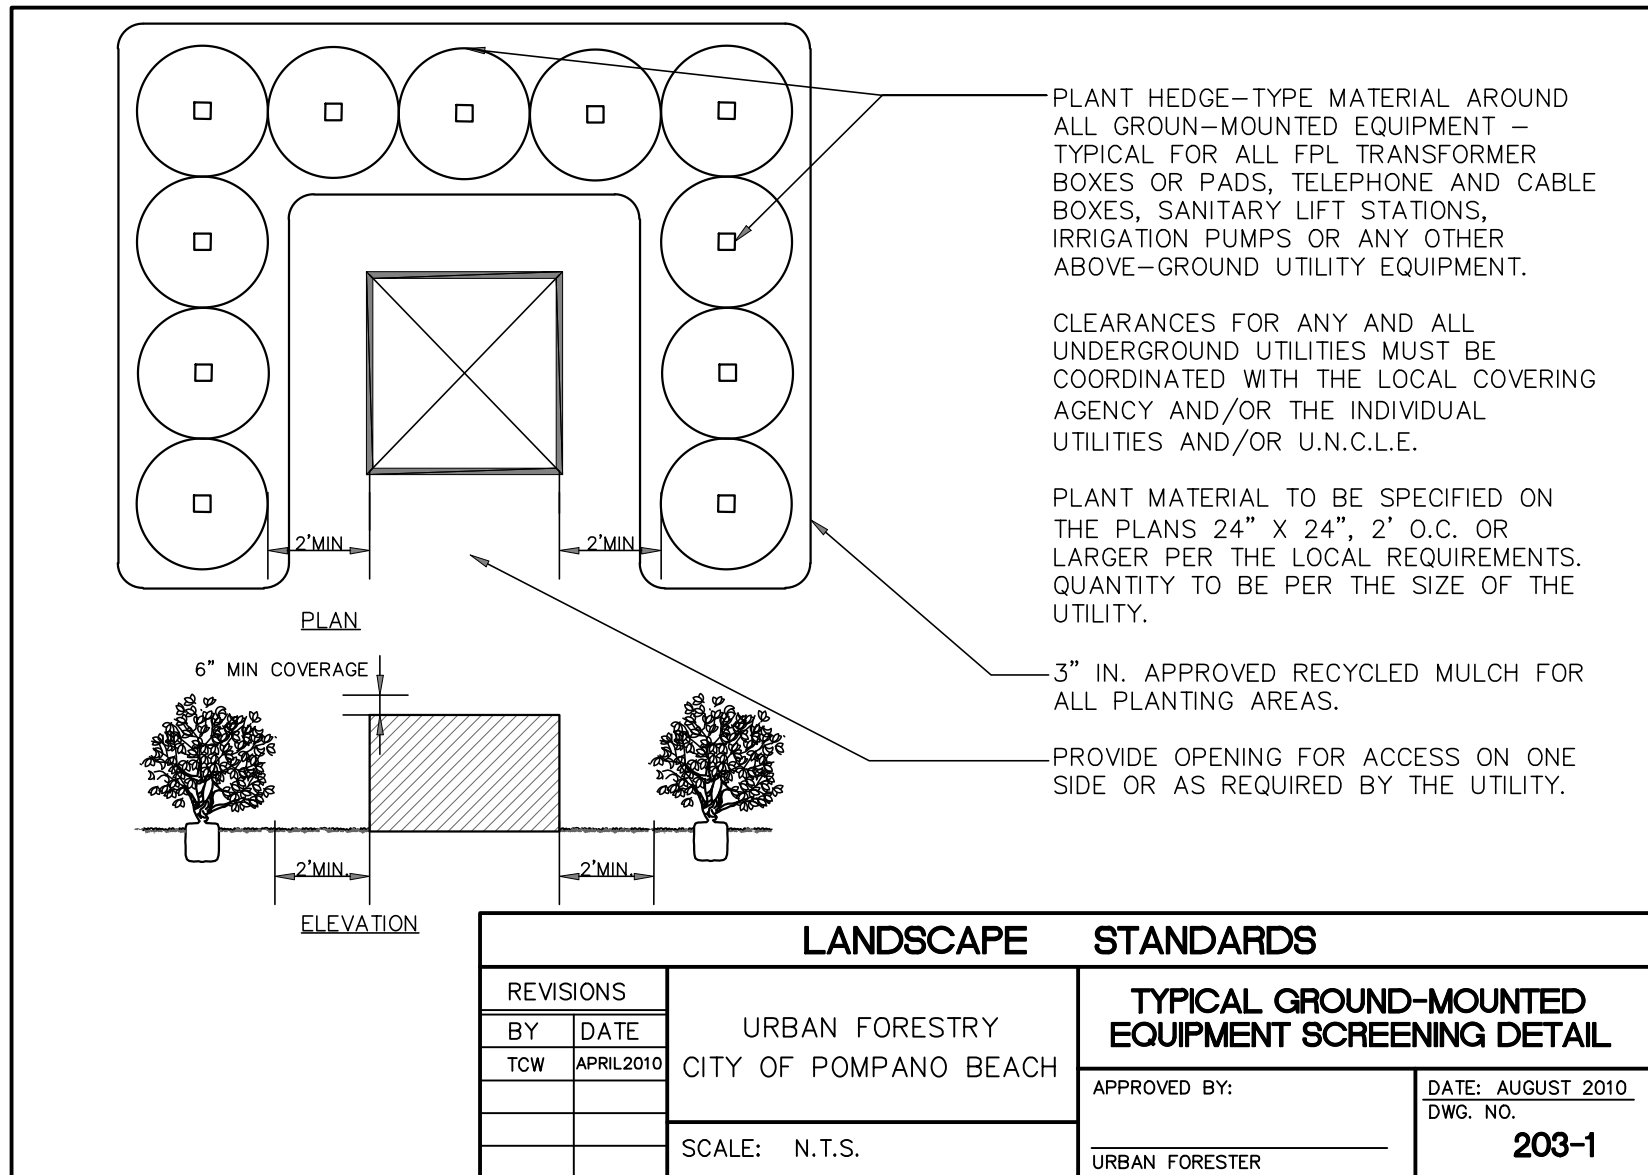 PLANT HEDGE-TYPE MATERIAL AROUND
ALL GROUN-MOUNTED EQUIPMENT -
TYPICAL FOR ALL FPL TRANSFORMER
BOXES OR PADS, TELEPHONE AND CABLE
BOXES, SANITARY LIFT STATIONS,
IRRIGATION PUMPS OR ANY OTHER
ABOVE-GROUND UTILITY EQUIPMENT.
CLEARANCES FOR ANY AND ALL
UNDERGROUND UTILITIES MUST BE
COORDINATED WITH THE LOCAL COVERING
AGENCY AND/OR THE INDIVIDUAL
UTILITIES AND/OR U.N.C.L.E.
PLANT MATERIAL TO BE SPECIFIED ON
THE PLANS 24" X 24", 2' O.C. OR
LARGER PER THE LOCAL REQUIREMENTS.
QUANTITY TO BE PER THE SIZE OF THE
UTILITY.
3" IN. APPROVED RECYCLED MULCH FOR
ALL PLANTING AREAS.
PROVIDE OPENING FOR ACCESS ON ONE
SIDE OR AS REQUIRED BY THE UTILITY.
2'MIN 2'MIN
PLAN
6" MIN COVERAGE
2'MIN. 2'MIN.
ELEVATION
LANDSCAPE STANDARDS
REVISIONS
BY DATE
TCW APRIL2010
URBAN FORESTRY
CITY OF POMPANO BEACH
SCALE: N.T.S.
TYPICAL GROUND-MOUNTED
EQUIPMENT SCREENING DETAIL
APPROVED BY:
URBAN FORESTER
DATE: AUGUST 2010
DWG. NO.
203-1